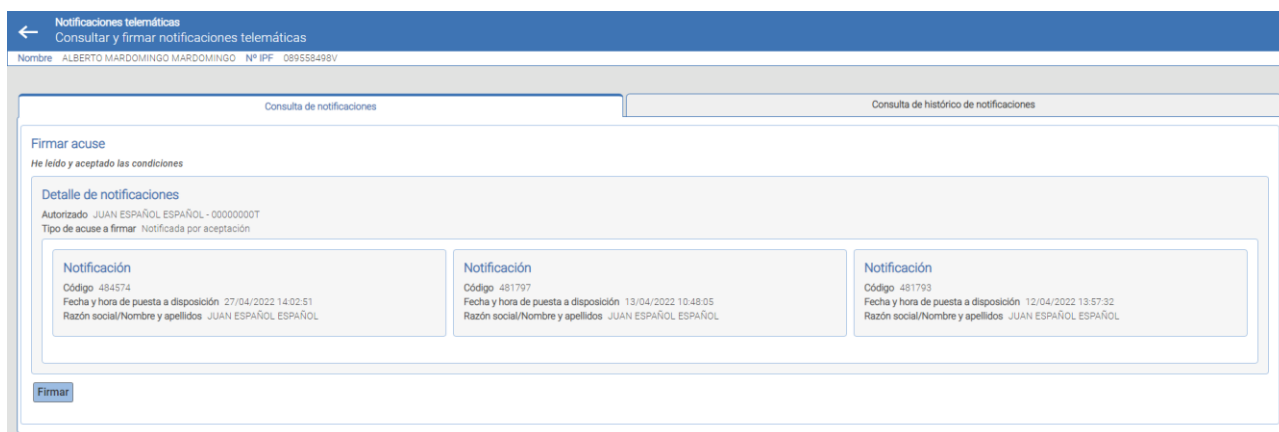 Notificaciones telemáticas
Consultar y firmar notificaciones telemáticas
Nombre ALBERTO MARDOMINGO MARDOMINGO Nº IPF 089558498V
Consulta de notificaciones
Consulta de histórico de notificaciones
Firmar acuse
He leído y aceptado las condiciones
Detalle de notificaciones
Autorizado JUAN ESPAÑOL ESPAÑOL - 00000000T
Tipo de acuse a firmar Notificada por aceptación
Notificación
Código 484574
Fecha y hora de puesta a disposición 27/04/2022 14:02:51
Razón social/Nombre y apellidos JUAN ESPAÑOL ESPAÑOL
Notificación
Código 481797
Fecha y hora de puesta a disposición 13/04/2022 10:48:05
Razón social/Nombre y apellidos JUAN ESPAÑOL ESPAÑOL
Notificación
Código 481793
Fecha y hora de puesta a disposición 12/04/2022 13:57:32
Razón social/Nombre y apellidos JUAN ESPAÑOL ESPAÑOL
Firmar